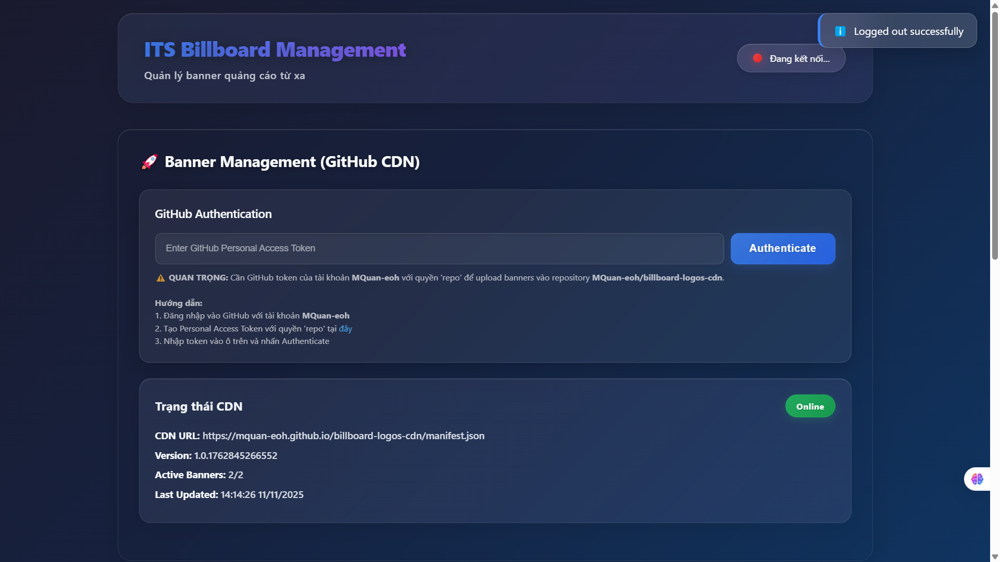 ITS Billboard Management
Quản lý banner quảng cáo từ xa
Logged out successfully
Đang kết nối...
🚀 Banner Management (GitHub CDN)
GitHub Authentication
Enter GitHub Personal Access Token
Authenticate
⚠️ QUAN TRỌNG: Cần GitHub token của tài khoản MQuan-eoh với quyền 'repo' để upload banners vào repository MQuan-eoh/billboard-logos-cdn.
Hướng dẫn:
1. Đăng nhập vào GitHub với tài khoản MQuan-eoh
2. Tạo Personal Access Token với quyền 'repo' tại đây
3. Nhập token vào ô trên và nhấn Authenticate
Trạng thái CDN
Online
CDN URL: https://mquan-eoh.github.io/billboard-logos-cdn/manifest.json
Version: 1.0.1762845266552
Active Banners: 2/2
Last Updated: 14:14:26 11/11/2025